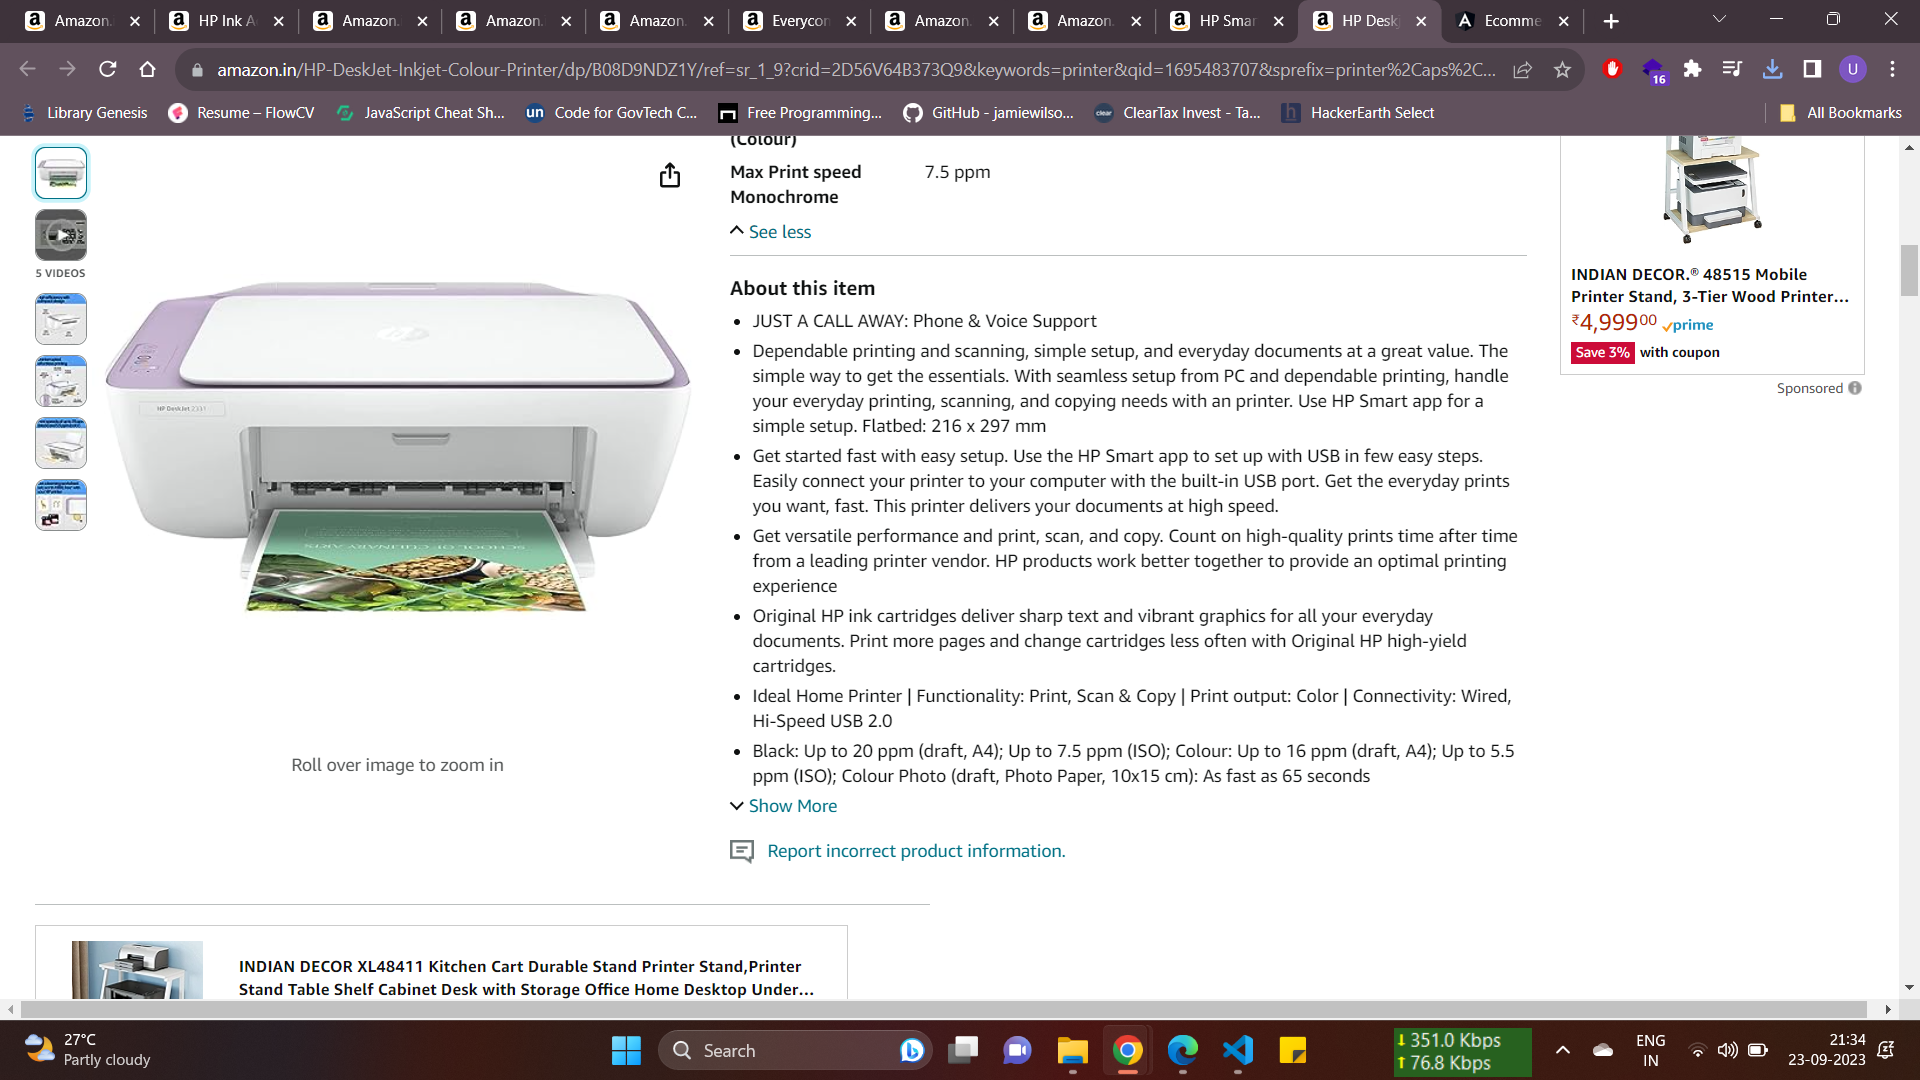 Amazon.
HP Ink A
Amazon.
Amazon.
Amazon.
Everycon
Amazon.
Amazon.
HP Smar
HP Desk
Ecomme
amazon.in/HP-DeskJet-Inkjet-Colour-Printer/dp/B08D9NDZ1Y/ref=sr_1_9?crid=2D56V64B373Q9&keywords=printer&qid=1695483707&sprefix=printer%2Caps%2C...
16
U
Library Genesis
Resume – FlowCV
JavaScript Cheat Sh...
un Code for GovTech C...
Free Programming...
GitHub - jamiewilso...
clear ClearTax Invest - Ta...
h HackerEarth Select
All Bookmarks
(Colour)
Max Print speed 7.5 ppm
Monochrome
See less
5 VIDEOS
hp
HP DeskJet 2331
SCHOOL OF CULINARY ARTS
Roll over image to zoom in
About this item
• JUST A CALL AWAY: Phone & Voice Support
• Dependable printing and scanning, simple setup, and everyday documents at a great value. The
simple way to get the essentials. With seamless setup from PC and dependable printing, handle
your everyday printing, scanning, and copying needs with an printer. Use HP Smart app for a
simple setup. Flatbed: 216 x 297 mm
• Get started fast with easy setup. Use the HP Smart app to set up with USB in few easy steps.
Easily connect your printer to your computer with the built-in USB port. Get the everyday prints
you want, fast. This printer delivers your documents at high speed.
• Get versatile performance and print, scan, and copy. Count on high-quality prints time after time
from a leading printer vendor. HP products work better together to provide an optimal printing
experience
• Original HP ink cartridges deliver sharp text and vibrant graphics for all your everyday
documents. Print more pages and change cartridges less often with Original HP high-yield
cartridges.
• Ideal Home Printer | Functionality: Print, Scan & Copy | Print output: Color | Connectivity: Wired,
Hi-Speed USB 2.0
• Black: Up to 20 ppm (draft, A4); Up to 7.5 ppm (ISO); Colour: Up to 16 ppm (draft, A4); Up to 5.5
ppm (ISO); Colour Photo (draft, Photo Paper, 10x15 cm): As fast as 65 seconds
Show More
Report incorrect product information.
INDIAN DECOR.® 48515 Mobile
Printer Stand, 3-Tier Wood Printer...
₹4,999⁰⁰ prime
Save 3% with coupon
Sponsored
INDIAN DECOR XL48411 Kitchen Cart Durable Stand Printer Stand,Printer
Stand Table Shelf Cabinet Desk with Storage Office Home Desktop Under...
27°C
Partly cloudy
Search
351.0 Kbps
76.8 Kbps
ENG
IN
21:34
23-09-2023